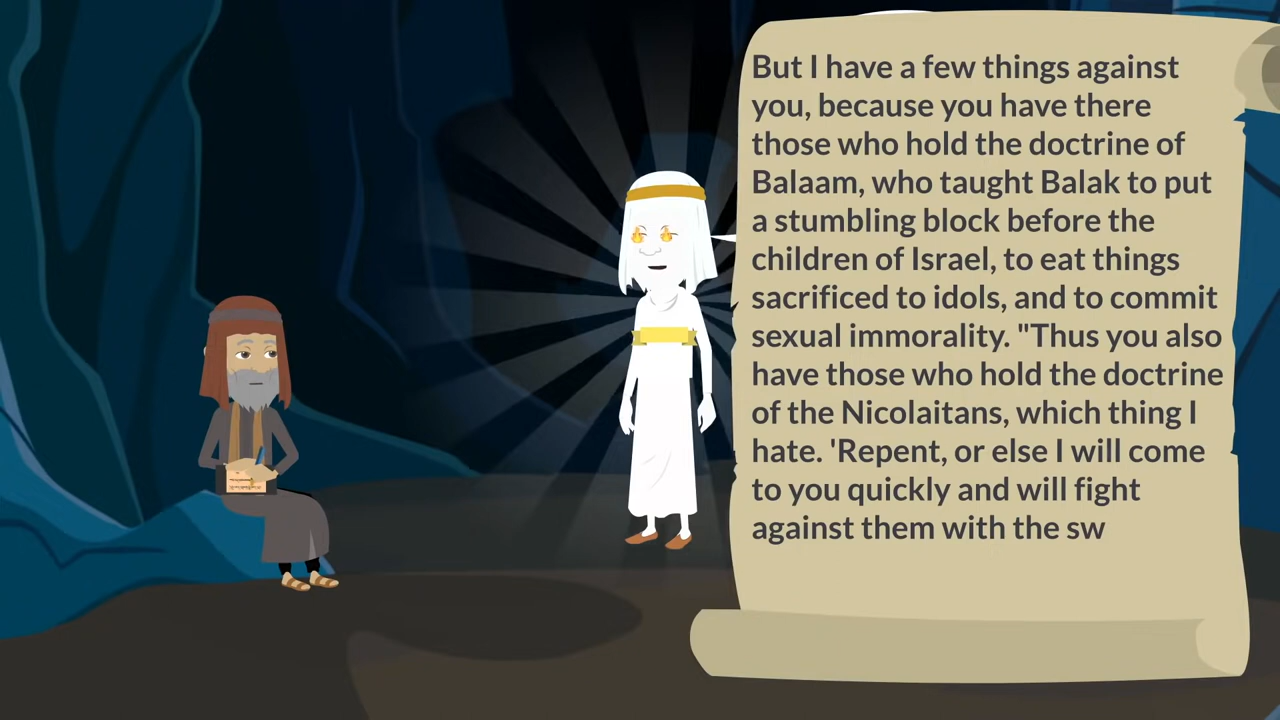 But I have a few things against
you, because you have there
those who hold the doctrine of
Balaam, who taught Balak to put
a stumbling block before the
children of Israel, to eat things
sacrificed to idols, and to commit
sexual immorality. "Thus you also
have those who hold the doctrine
of the Nicolaitans, which thing I
hate. 'Repent, or else I will come
to you quickly and will fight
against them with the sw